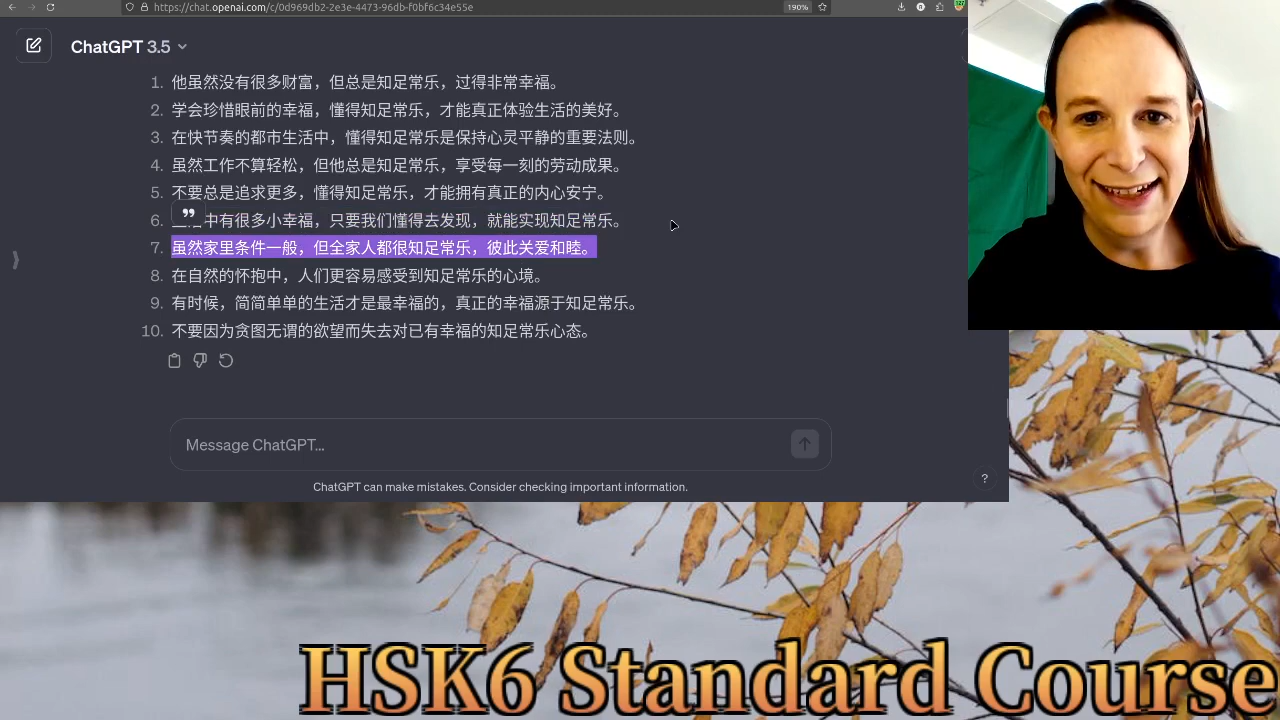 https://chat.openai.com/c/0d969db2-2e3e-4473-96db-f0bf6c34e55e
190%
ChatGPT 3.5
1. 他虽然没有很多财富，但总是知足常乐，过得非常幸福。
2. 学会珍惜眼前的幸福，懂得知足常乐，才能真正体验生活的美好。
3. 在快节奏的都市生活中，懂得知足常乐是保持心灵平静的重要法则。
4. 虽然工作不算轻松，但他总是知足常乐，享受每一刻的劳动成果。
5. 不要总是追求更多，懂得知足常乐，才能拥有真正的内心安宁。
6. 中有很多小幸福，只要我们懂得去发现，就能实现知足常乐。
7. 虽然家里条件一般，但全家人都很知足常乐，彼此关爱和睦。
8. 在自然的怀抱中，人们更容易感受到知足常乐的心境。
9. 有时候，简简单单的生活才是最幸福的，真正的幸福源于知足常乐。
10. 不要因为贪图无谓的欲望而失去对已有幸福的知足常乐心态。
Message ChatGPT...
?
ChatGPT can make mistakes. Consider checking important information.
HSK6 Standard Course